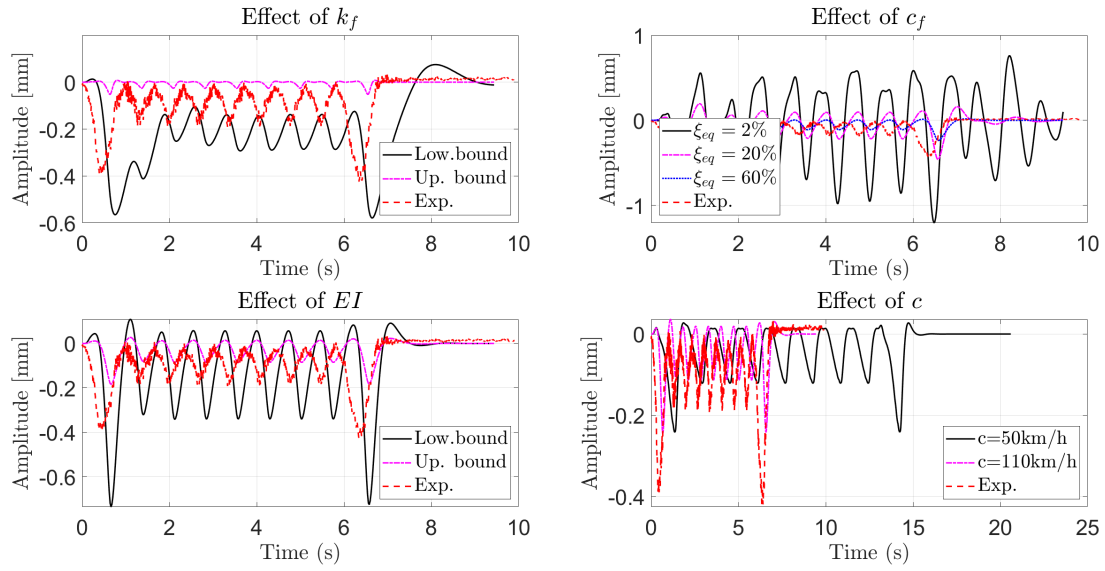 Effect of k_f
Amplitude [mm]
0
-0.2
-0.4
-0.6
0 2 4 6 8 10
Time (s)
Low.bound
Up. bound
Exp.
Effect of c_f
Amplitude [mm]
1
0
-1
0 2 4 6 8 10
Time (s)
ξ_eq = 2%
ξ_eq = 20%
ξ_eq = 60%
Exp.
Effect of EI
Amplitude [mm]
0
-0.2
-0.4
-0.6
0 2 4 6 8 10
Time (s)
Low.bound
Up. bound
Exp.
Effect of c
Amplitude [mm]
0
-0.2
-0.4
0 5 10 15 20 25
Time (s)
c=50km/h
c=110km/h
Exp.